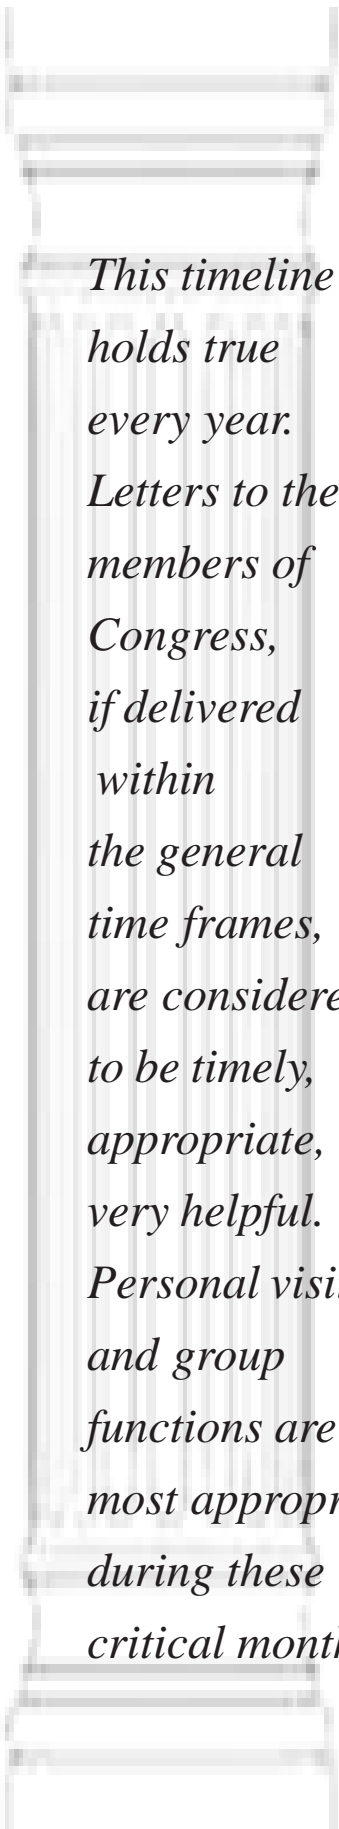 This timeline
holds true
every year.
Letters to the
members of
Congress,
if delivered
within
the general
time frames,
are considere
to be timely,
appropriate,
very helpful.
Personal visi
and group
functions are
most appropr
during these
critical mont